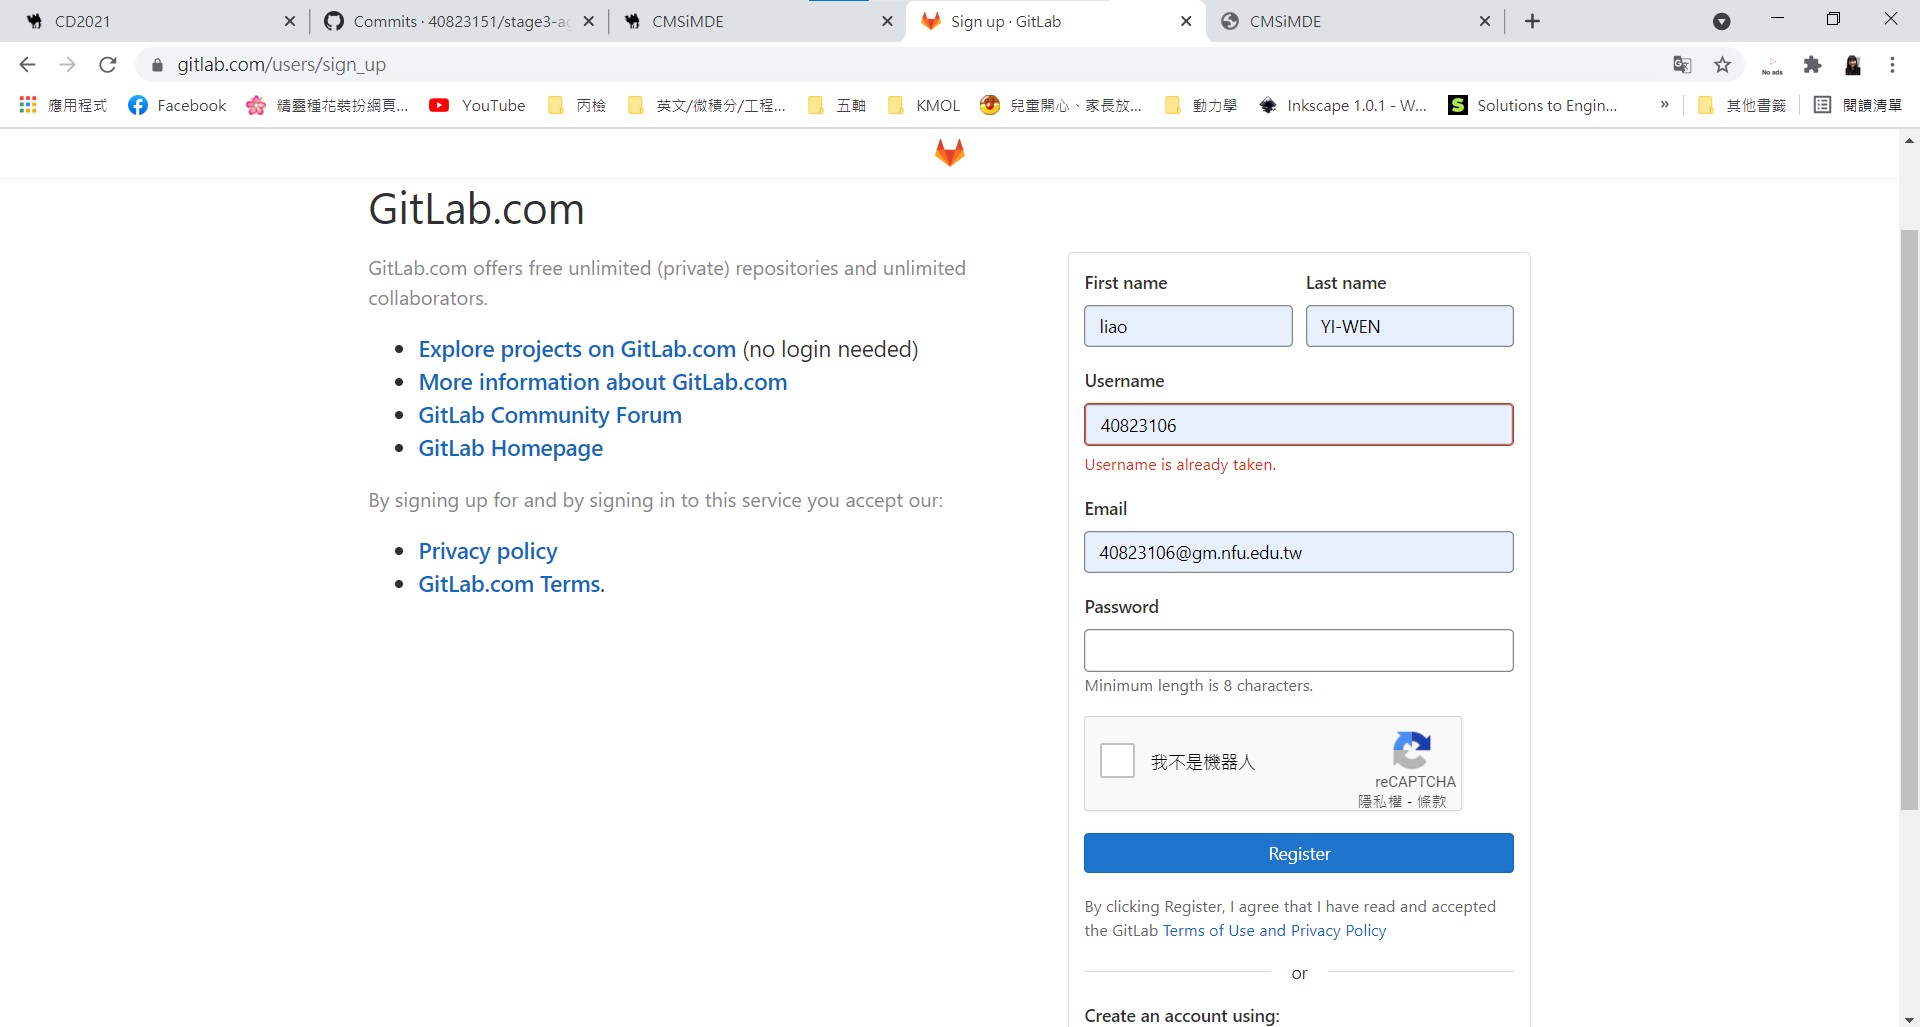 CD2021
Commits · 40823151/stage3-ag
CMSiMDE
Sign up · GitLab
CMSiMDE
gitlab.com/users/sign_up
No ads
應用程式
Facebook
精靈種花裝扮網頁...
YouTube
丙檢
英文/微積分/工程...
五軸
KMOL
兒童開心、家長放...
動力學
Inkscape 1.0.1 - W...
Solutions to Engin...
»
其他書籤
閱讀清單
GitLab.com
GitLab.com offers free unlimited (private) repositories and unlimited
collaborators.
Explore projects on GitLab.com (no login needed)
More information about GitLab.com
GitLab Community Forum
GitLab Homepage
By signing up for and by signing in to this service you accept our:
Privacy policy
GitLab.com Terms.
First name
Last name
liao
YI-WEN
Username
40823106
Username is already taken.
Email
40823106@gm.nfu.edu.tw
Password
Minimum length is 8 characters.
我不是機器人
reCAPTCHA
隱私權 - 條款
Register
By clicking Register, I agree that I have read and accepted
the GitLab Terms of Use and Privacy Policy
or
Create an account using: